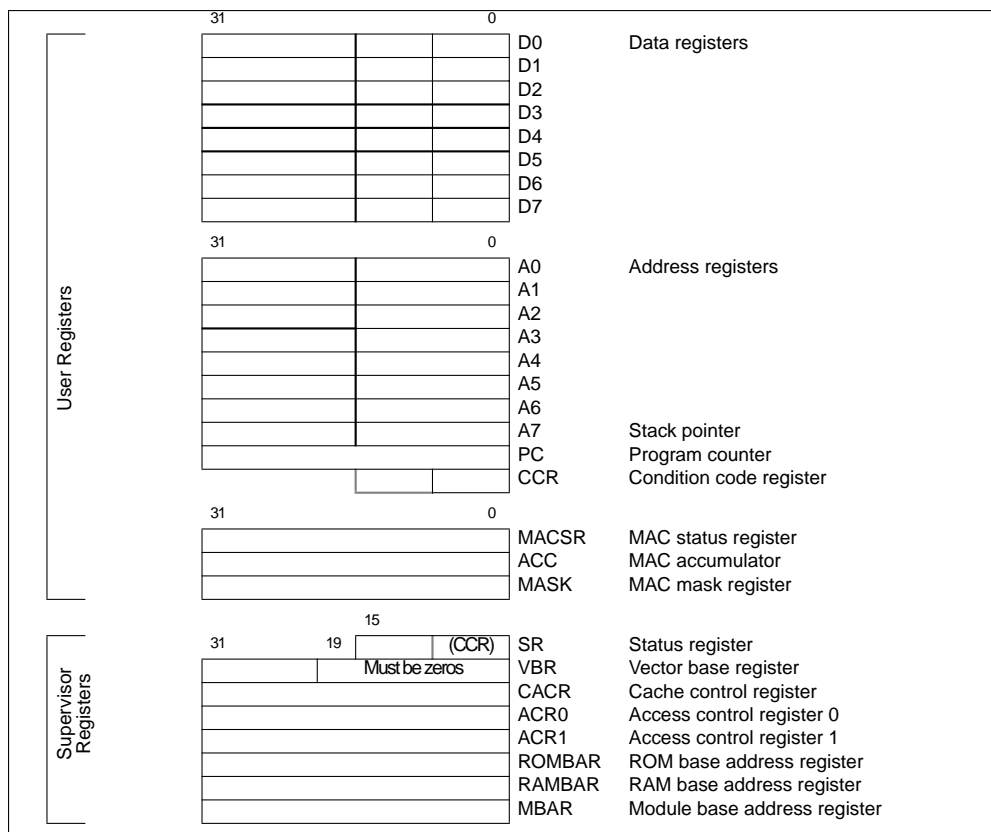 31 0
D0 Data registers
D1
D2
D3
D4
D5
D6
D7
31 0
A0 Address registers
A1
A2
A3
A4
A5
A6
A7 Stack pointer
PC Program counter
CCR Condition code register
31 0
MACSR MAC status register
ACC MAC accumulator
MASK MAC mask register
User Registers
15
31 19 (CCR) SR Status register
Must be zeros VBR Vector base register
CACR Cache control register
ACR0 Access control register 0
ACR1 Access control register 1
ROMBAR ROM base address register
RAMBAR RAM base address register
MBAR Module base address register
Supervisor
Registers